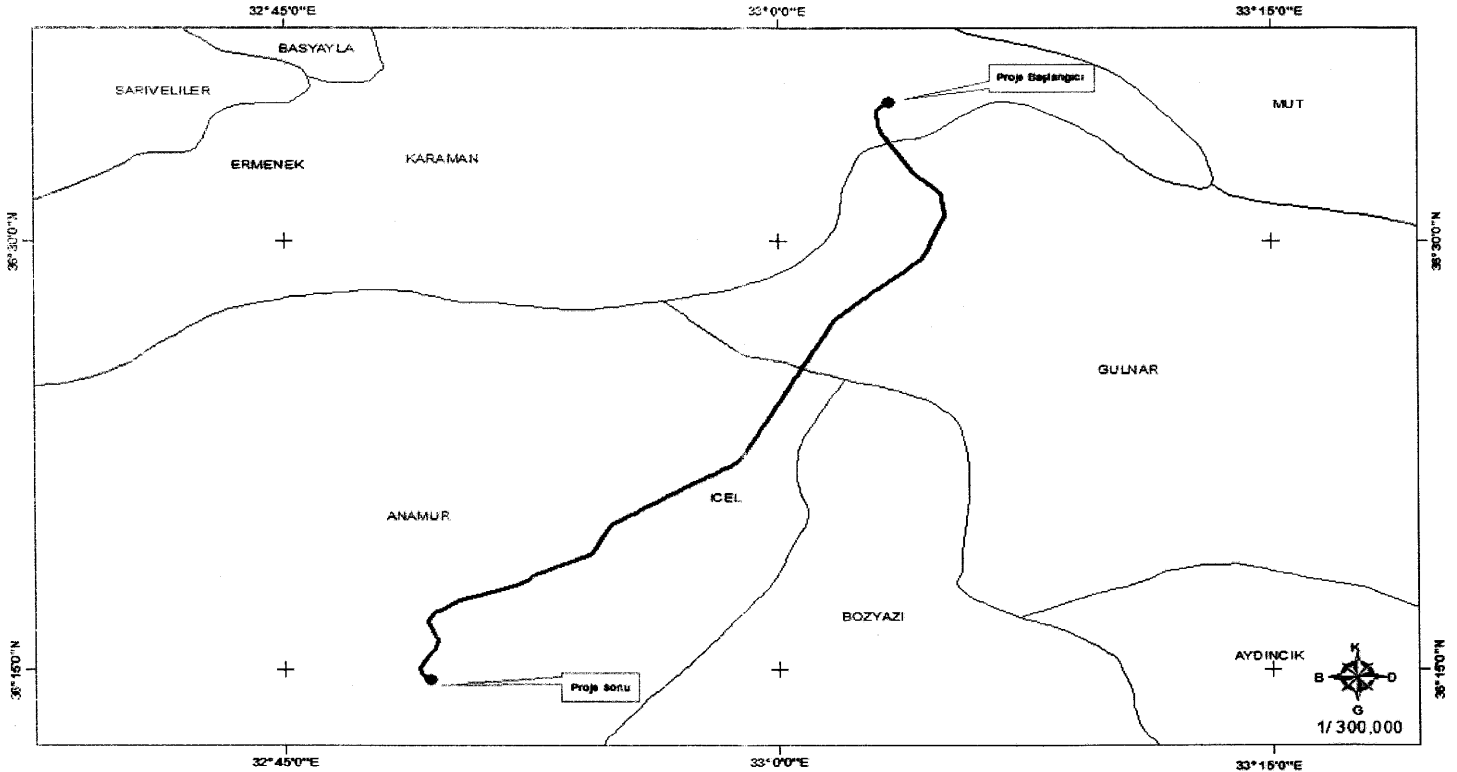 32°45'0"E 33°0'0"E 33°15'0"E
BASYAYLA
SARIVELILER
Proje Başlangıcı
MUT
ERMENEK
KARAMAN
36°30'0"N
36°30'0"N
GULNAR
ICEL
ANAMUR
BOZYAZI
AYDINCIK
36°15'0"N
36°15'0"N
Proje sonu
K
B D
G
1/300,000
32°45'0"E 33°0'0"E 33°15'0"E